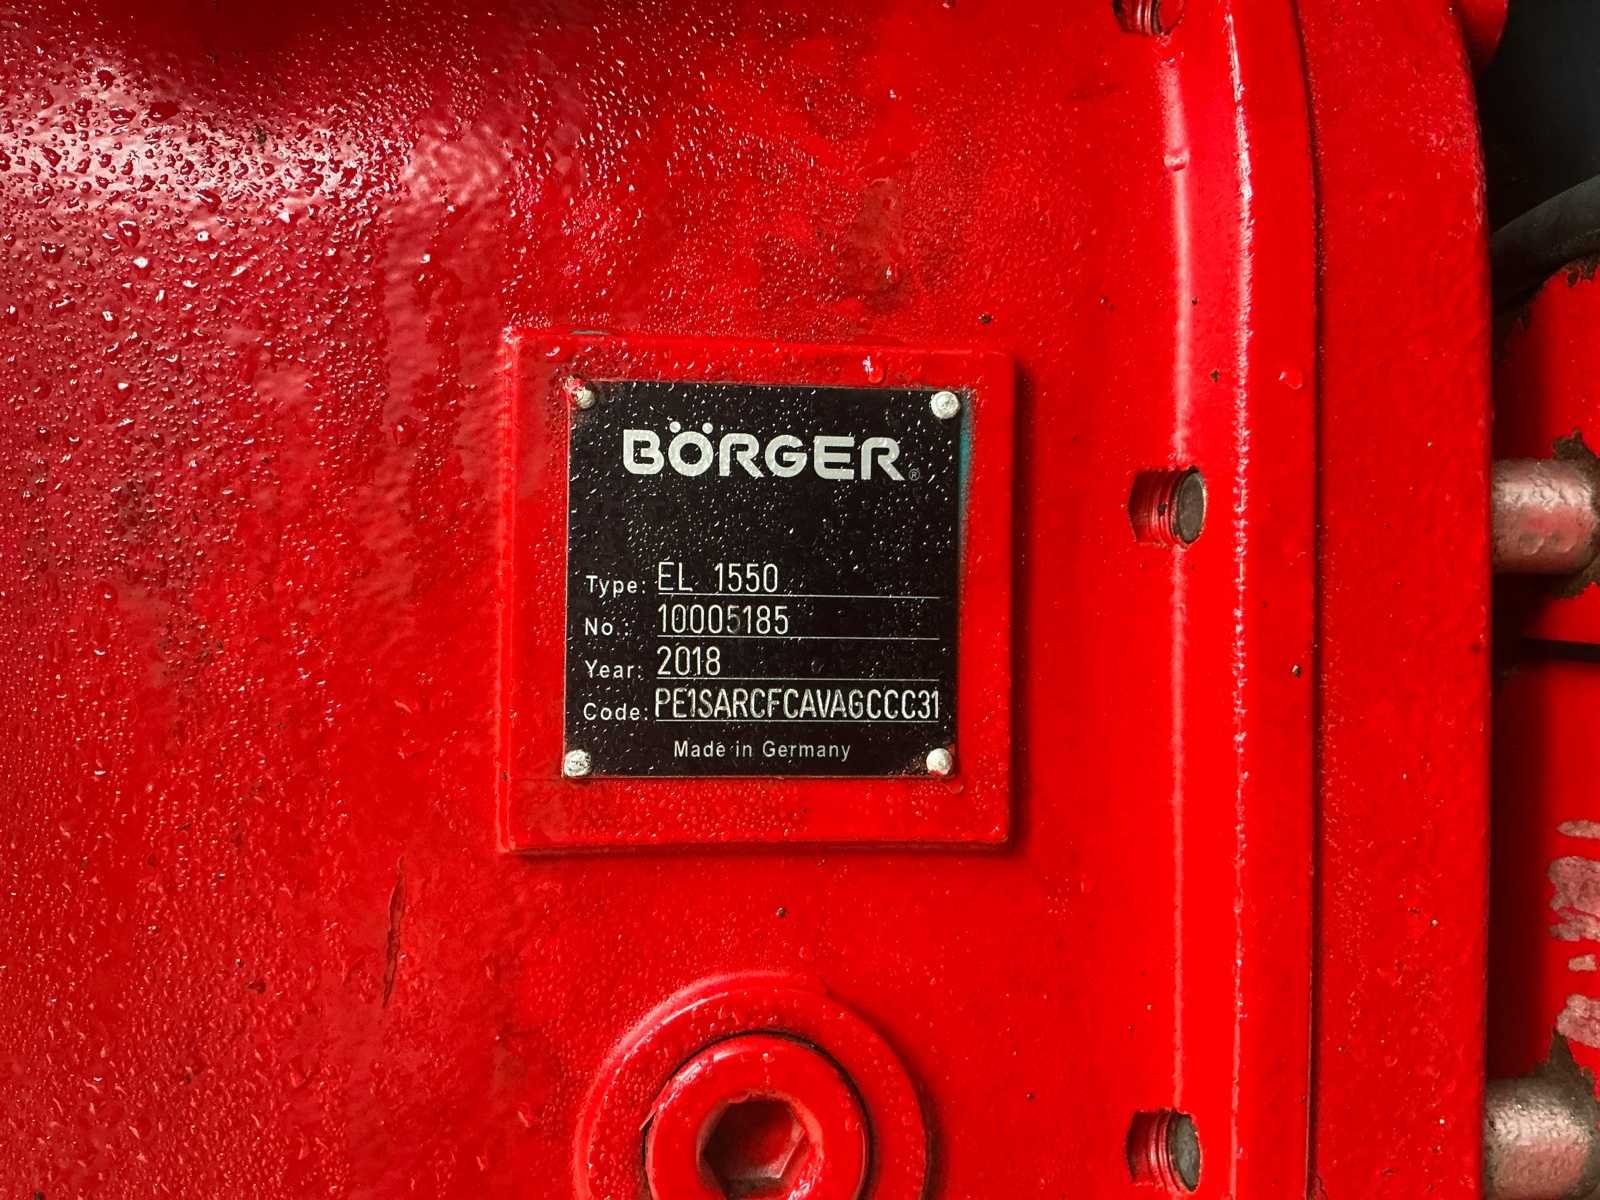 BÖRGER®
Type: EL 1550
No.: 10005185
Year: 2018
Code: PE1SARCFCAVAGCCC31
Made in Germany